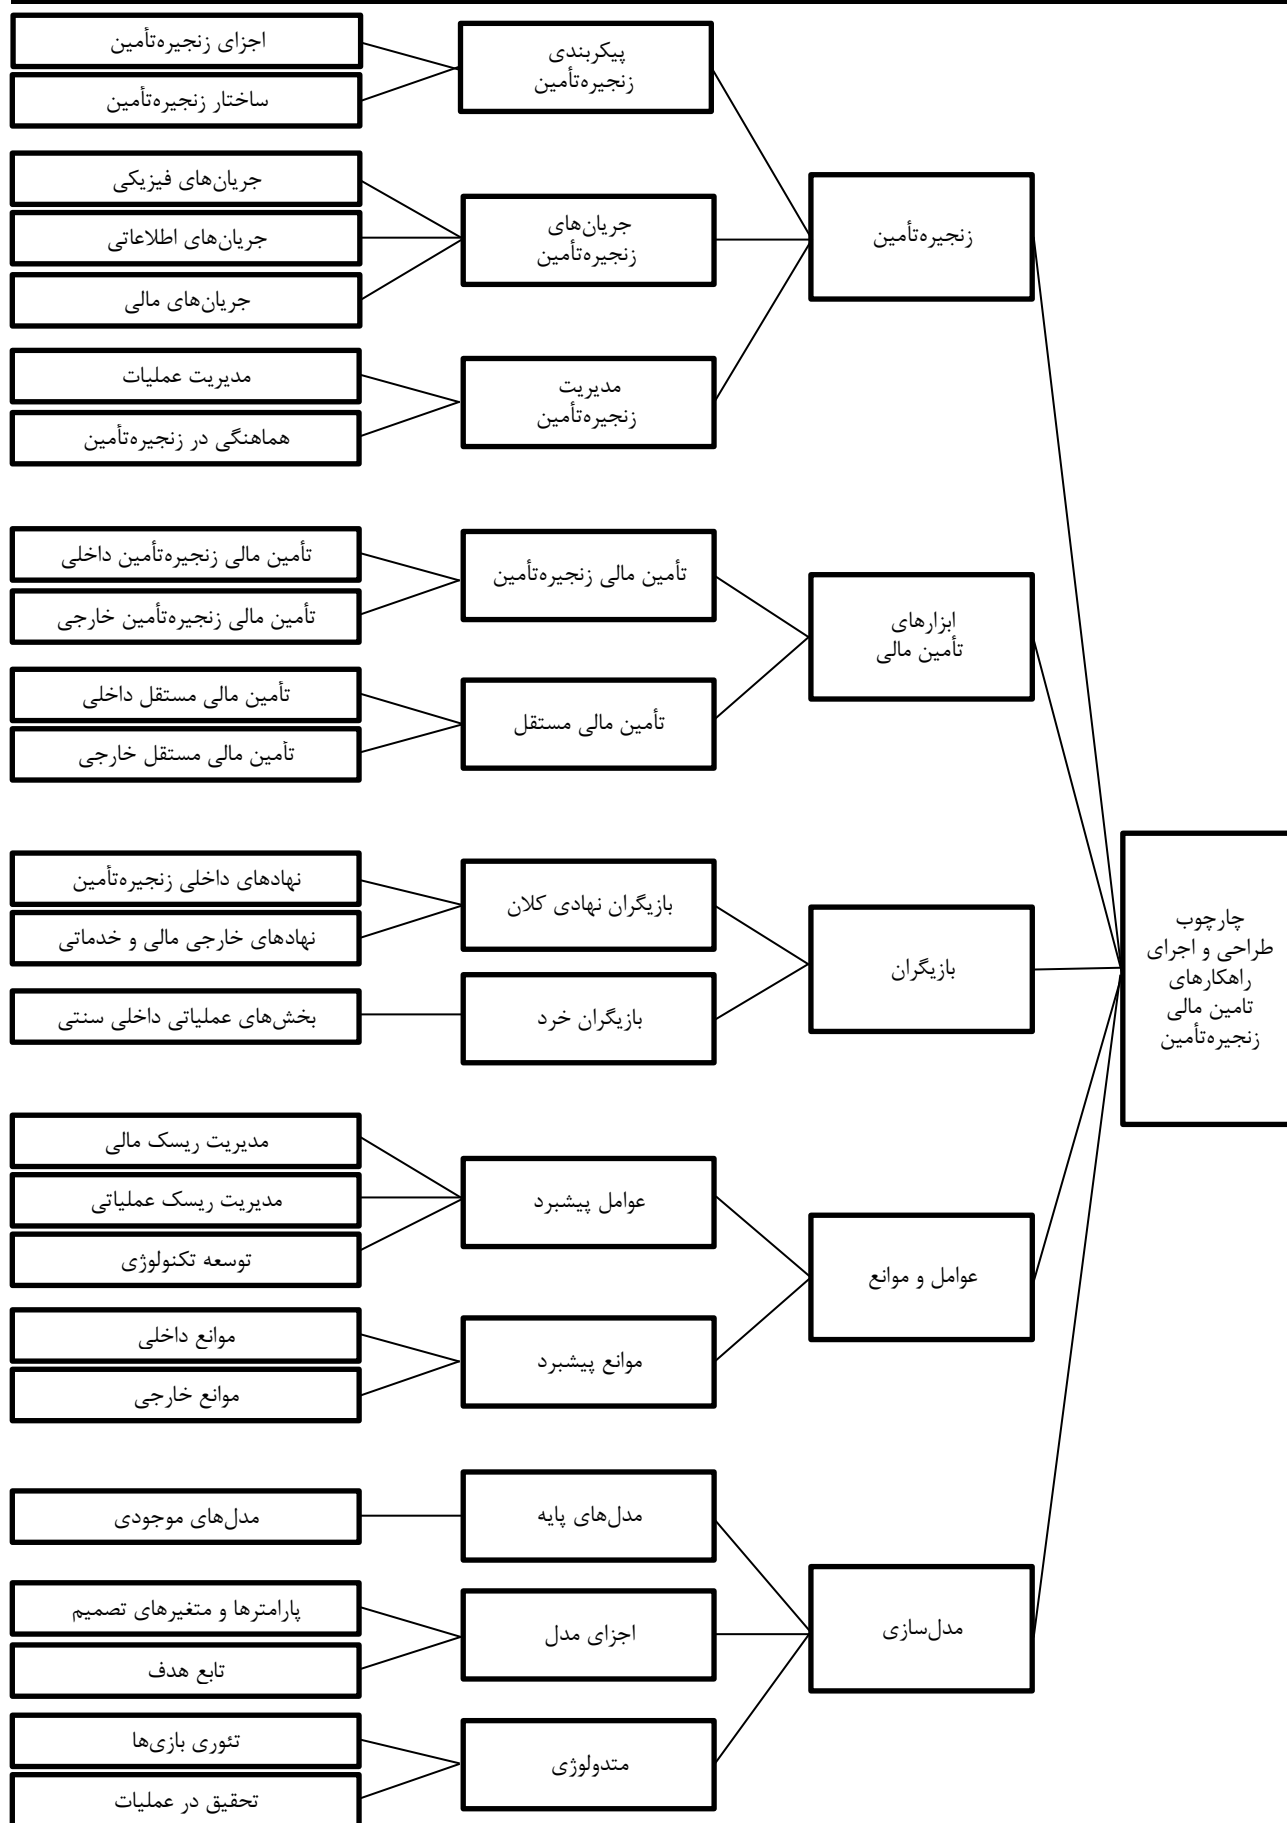 چارچوب
طراحی و اجرای
راهکارهای
تامین مالی
زنجیره‌تأمین
زنجیره‌تأمین
پیکربندی
زنجیره‌تأمین
اجزای زنجیره‌تأمین
ساختار زنجیره‌تأمین
جریان‌های
زنجیره‌تأمین
جریان‌های فیزیکی
جریان‌های اطلاعاتی
جریان‌های مالی
مدیریت
زنجیره‌تأمین
مدیریت عملیات
هماهنگی در زنجیره‌تأمین
ابزارهای
تأمین مالی
تأمین مالی زنجیره‌تأمین
تأمین مالی زنجیره‌تأمین داخلی
تأمین مالی زنجیره‌تأمین خارجی
تأمین مالی مستقل
تأمین مالی مستقل داخلی
تأمین مالی مستقل خارجی
بازیگران
بازیگران نهادی کلان
نهادهای داخلی زنجیره‌تأمین
نهادهای خارجی مالی و خدماتی
بازیگران خرد
بخش‌های عملیاتی داخلی سنتی
عوامل و موانع
عوامل پیشبرد
مدیریت ریسک مالی
مدیریت ریسک عملیاتی
توسعه تکنولوژی
موانع پیشبرد
موانع داخلی
موانع خارجی
مدل‌سازی
مدل‌های پایه
مدل‌های موجودی
اجزای مدل
پارامترها و متغیرهای تصمیم
تابع هدف
متدولوژی
تئوری بازی‌ها
تحقیق در عملیات